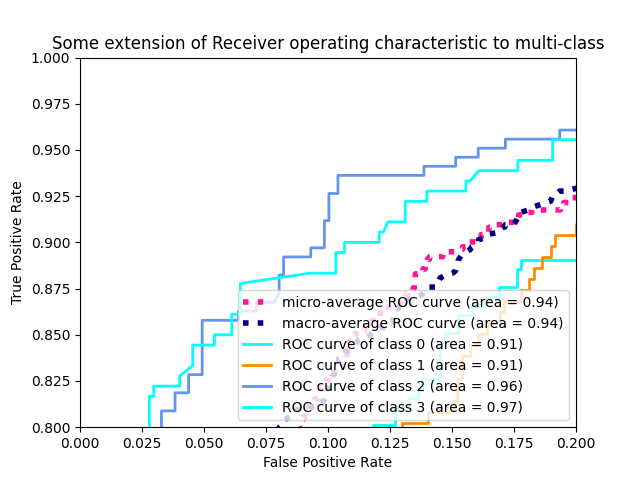 Some extension of Receiver operating characteristic to multi-class
1.000
0.975
0.950
0.925
0.900
0.875
0.850
0.825
0.800
True Positive Rate
micro-average ROC curve (area = 0.94)
macro-average ROC curve (area = 0.94)
ROC curve of class 0 (area = 0.91)
ROC curve of class 1 (area = 0.91)
ROC curve of class 2 (area = 0.96)
ROC curve of class 3 (area = 0.97)
0.000 0.025 0.050 0.075 0.100 0.125 0.150 0.175 0.200
False Positive Rate